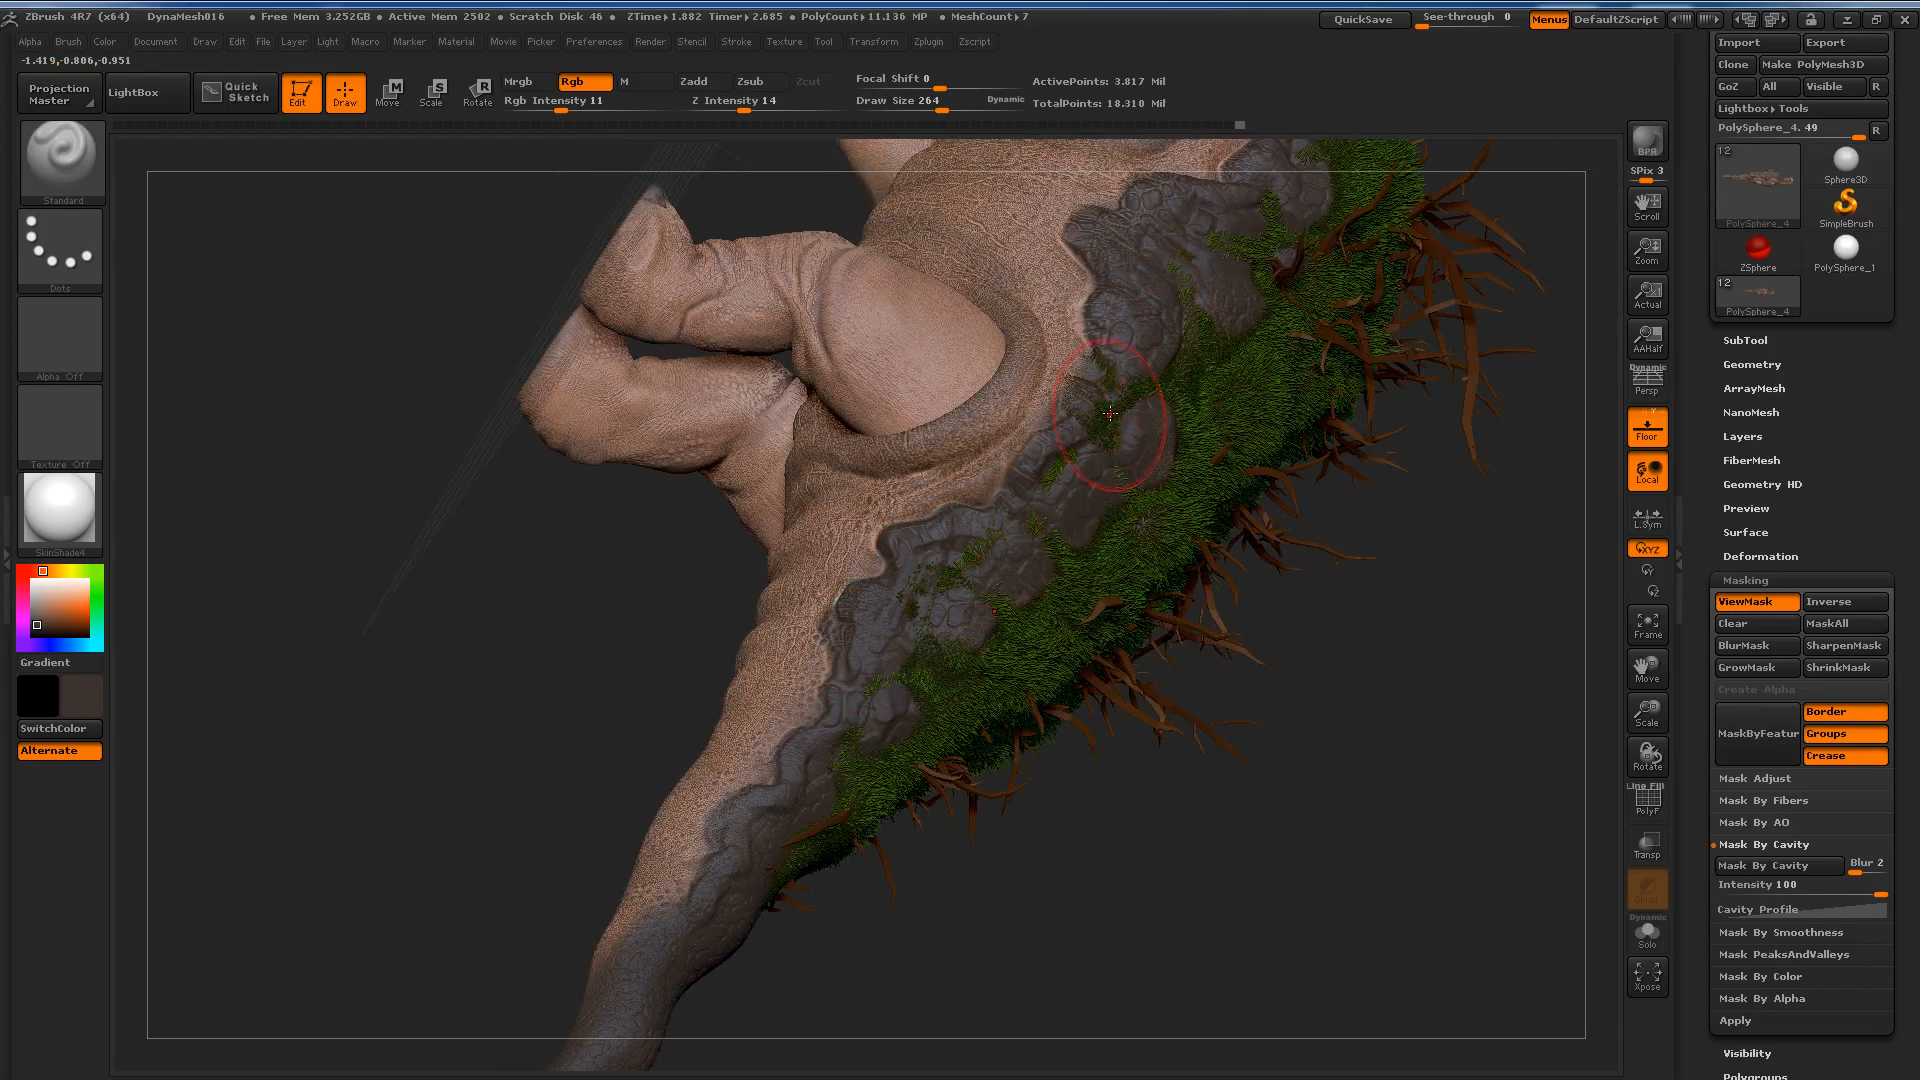 ZBrush 4R7 (x64) DynaMesh016 • Free Mem 3.252GB • Active Mem 2502 • Scratch Disk 46 • ZTime▸1.882 Timer▸2.685 • PolyCount▸11.136 MP • MeshCount▸7 QuickSave See-through 0 Menus DefaultZScript
Alpha Brush Color Document Draw Edit File Layer Light Macro Marker Material Movie Picker Preferences Render Stencil Stroke Texture Tool Transform Zplugin Zscript
-1.419,-0.806,-0.951
Projection Master
LightBox
Quick Sketch
Edit
Draw
Move
Scale
Rotate
Mrgb Rgb M Zadd Zsub Zcut
Rgb Intensity 11 Z Intensity 14
Focal Shift 0
Draw Size 264 Dynamic
ActivePoints: 3.817 Mil
TotalPoints: 18.310 Mil
Standard
Dots
Alpha Off
Texture Off
SkinShade4
Gradient
SwitchColor
Alternate
BPR
SPix 3
Scroll
Zoom
Actual
AAHalf
Dynamic
Persp
Floor
Local
L.Sym
XYZ
Frame
Move
Scale
Rotate
Line Fill
PolyF
Transp
Ghost
Dynamic
Solo
Xpose
Import Export
Clone Make PolyMesh3D
GoZ All Visible R
Lightbox▸Tools
PolySphere_4. 49 R
12
Sphere3D
PolySphere_4 SimpleBrush
ZSphere PolySphere_1
12
PolySphere_4
SubTool
Geometry
ArrayMesh
NanoMesh
Layers
FiberMesh
Geometry HD
Preview
Surface
Deformation
Masking
ViewMask Inverse
Clear MaskAll
BlurMask SharpenMask
GrowMask ShrinkMask
Create Alpha
MaskByFeatur
Border
Groups
Crease
Mask Adjust
Mask By Fibers
Mask By AO
Mask By Cavity
Mask By Cavity Blur 2
Intensity 100
Cavity Profile
Mask By Smoothness
Mask PeaksAndValleys
Mask By Color
Mask By Alpha
Apply
Visibility
Polygroups